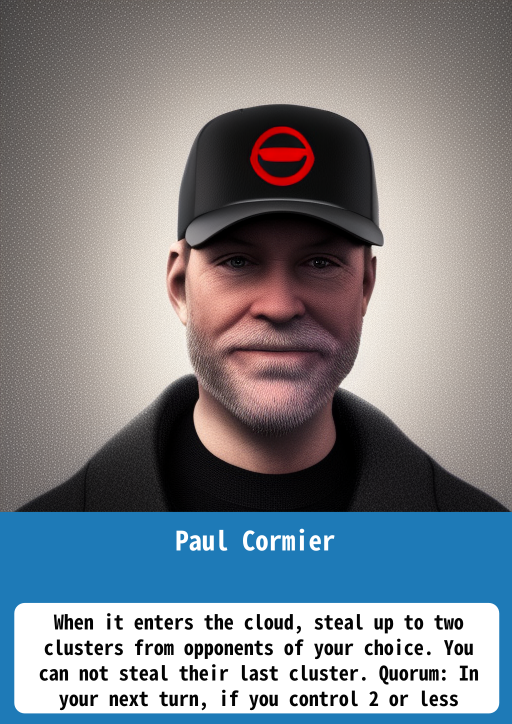 Paul Cormier
When it enters the cloud, steal up to two
clusters from opponents of your choice. You
can not steal their last cluster. Quorum: In
your next turn, if you control 2 or less